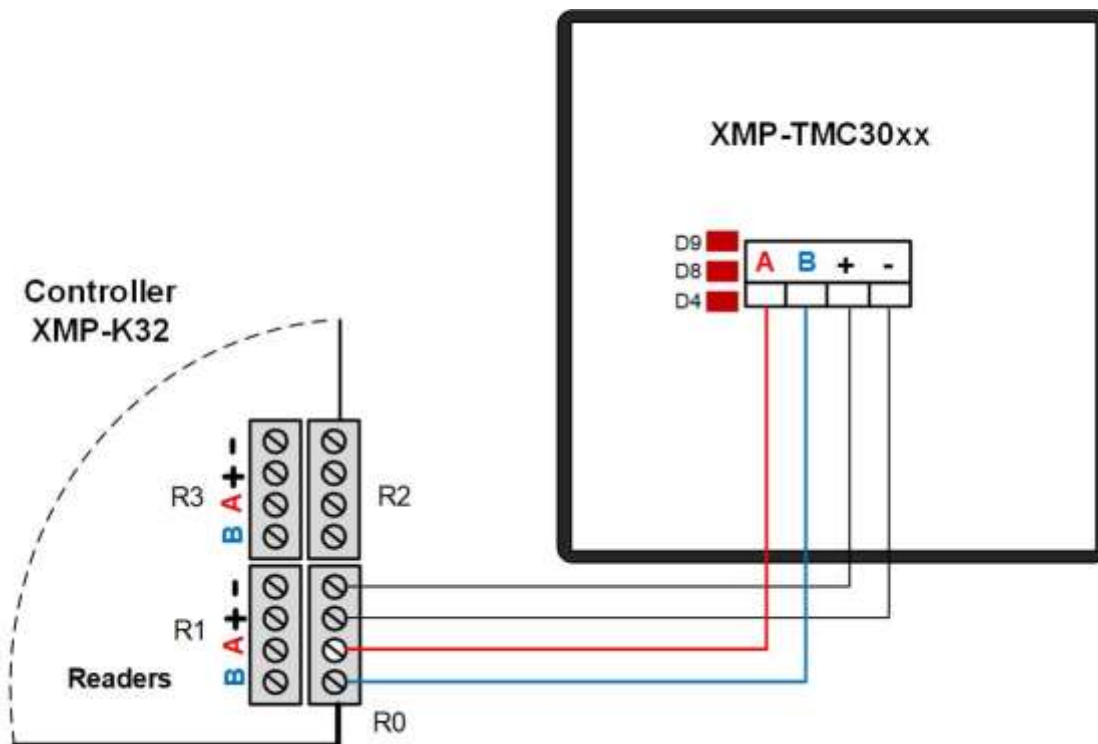 XMP-TMC30xx
D9
A B + -
D8
D4
Controller
XMP-K32
-
+
R3 A R2
B
-
+
R1
A
Readers B
R0